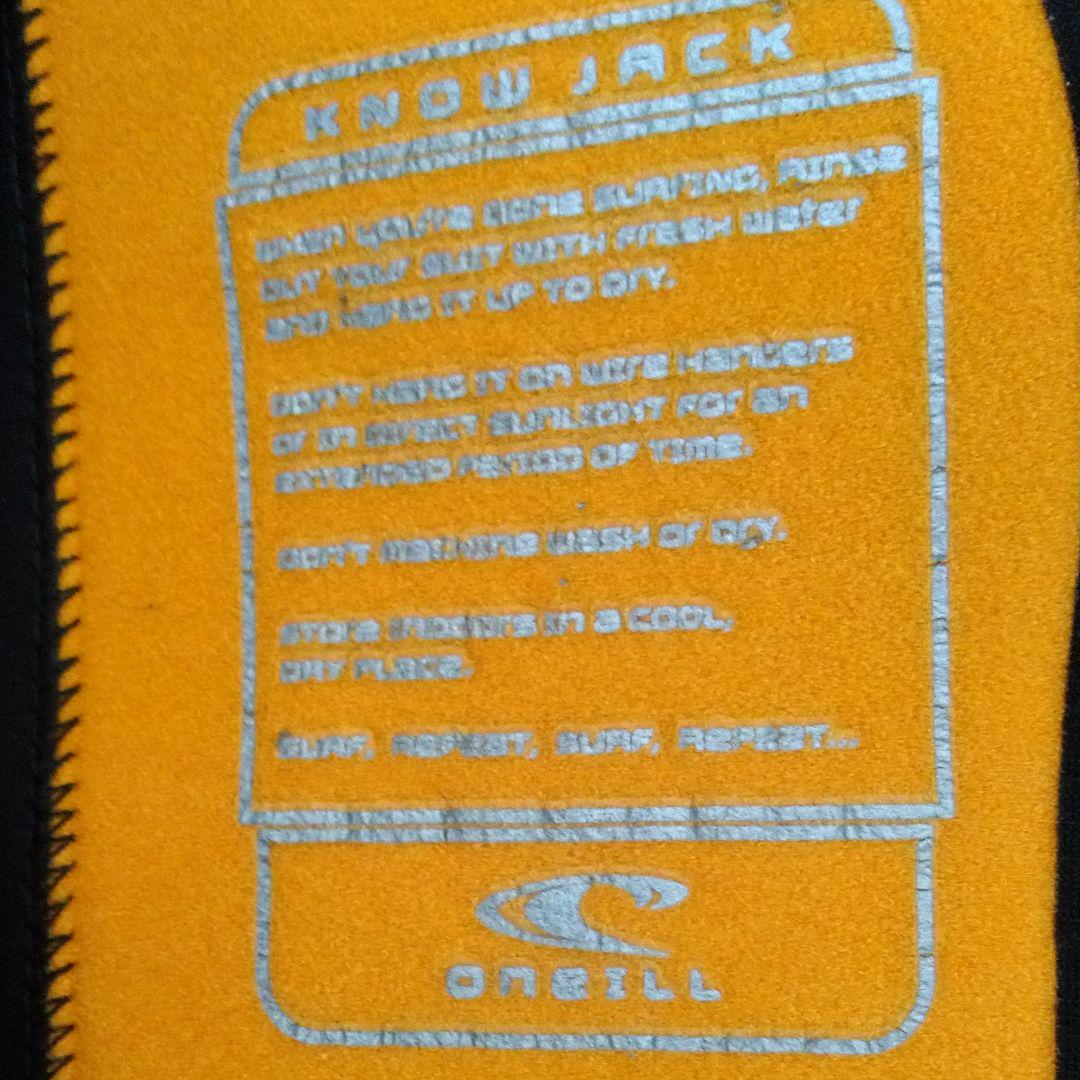 KNOW JACK
WHEN YOU'RE DONE SURFING, RINSE
OUT YOUR SUIT WITH FRESH WATER
AND HANG IT UP TO DRY.
DON'T HANG IT ON WIRE HANGERS
OR IN DIRECT SUNLIGHT FOR AN
EXTENDED PERIOD OF TIME.
DON'T MACHINE WASH OR DRY.
STORE INDOORS IN A COOL,
DRY PLACE.
SURF, REPEAT, SURF, REPEAT...
ONEILL